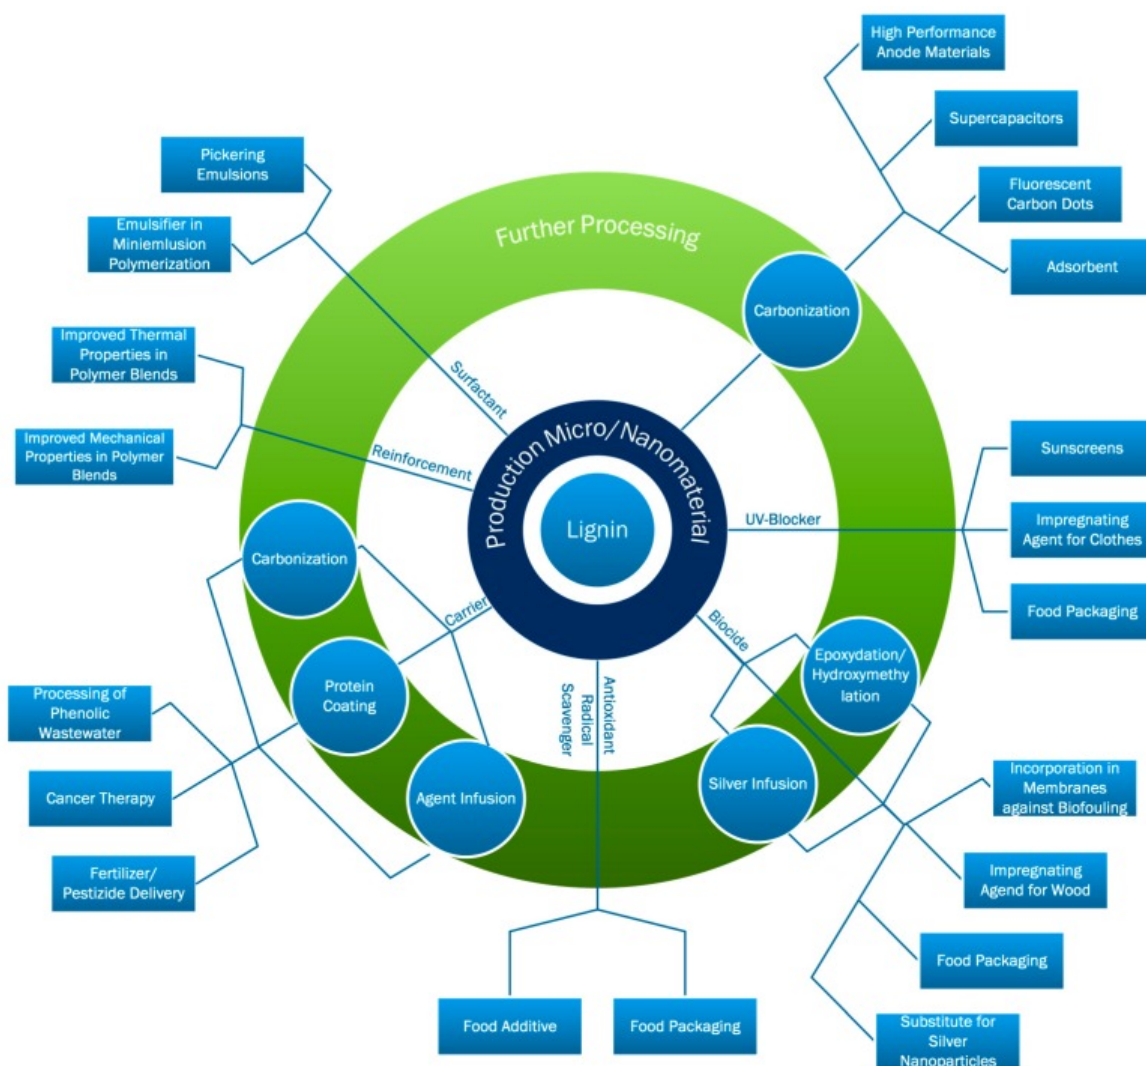 High Performance
Anode Materials
Supercapacitors
Fluorescent
Carbon Dots
Adsorbent
Pickering
Emulsions
Emulsifier in
Miniemlusion
Polymerization
Further Processing
Carbonization
Improved Thermal
Properties in
Polymer Blends
Improved Mechanical
Properties in Polymer
Blends
Surfactant
Reinforcement
Production Micro/Nanomaterial
Lignin
UV-Blocker
Sunscreens
Impregnating
Agent for Clothes
Food Packaging
Carbonization
Carrier
Protein
Coating
Agent Infusion
Processing of
Phenolic
Wastewater
Cancer Therapy
Fertilizer/
Pestizide Delivery
Antioxidant
Radical
Scavenger
Biocide
Epoxydation/
Hydroxymethy
lation
Silver Infusion
Incorporation in
Membranes
against Biofouling
Impregnating
Agend for Wood
Food Packaging
Substitute for
Silver
Nanoparticles
Food Additive
Food Packaging